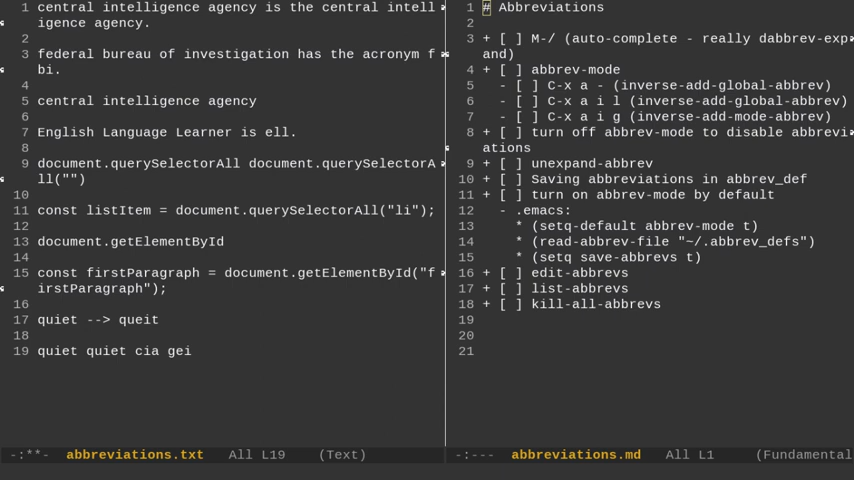 1 central intelligence agency is the central intell
igence agency.
2
3 federal bureau of investigation has the acronym f
bi.
4
5 central intelligence agency
6
7 English Language Learner is ell.
8
9 document.querySelectorAll document.querySelectorA
ll("")
10
11 const listItem = document.querySelectorAll("li");
12
13 document.getElementById
14
15 const firstParagraph = document.getElementById("f
irstParagraph");
16
17 quiet --> queit
18
19 quiet quiet cia gei
-:**- abbreviations.txt All L19 (Text)
1 # Abbreviations
2
3 + [ ] M-/ (auto-complete - really dabbrev-exp
and)
4 + [ ] abbrev-mode
5 - [ ] C-x a - (inverse-add-global-abbrev)
6 - [ ] C-x a i l (inverse-add-global-abbrev)
7 - [ ] C-x a i g (inverse-add-mode-abbrev)
8 + [ ] turn off abbrev-mode to disable abbrevi
ations
9 + [ ] unexpand-abbrev
10 + [ ] Saving abbreviations in abbrev_def
11 + [ ] turn on abbrev-mode by default
12 - .emacs:
13 * (setq-default abbrev-mode t)
14 * (read-abbrev-file "~/.abbrev_defs")
15 * (setq save-abbrevs t)
16 + [ ] edit-abbrevs
17 + [ ] list-abbrevs
18 + [ ] kill-all-abbrevs
19
20
21
-:--- abbreviations.md All L1 (Fundamental